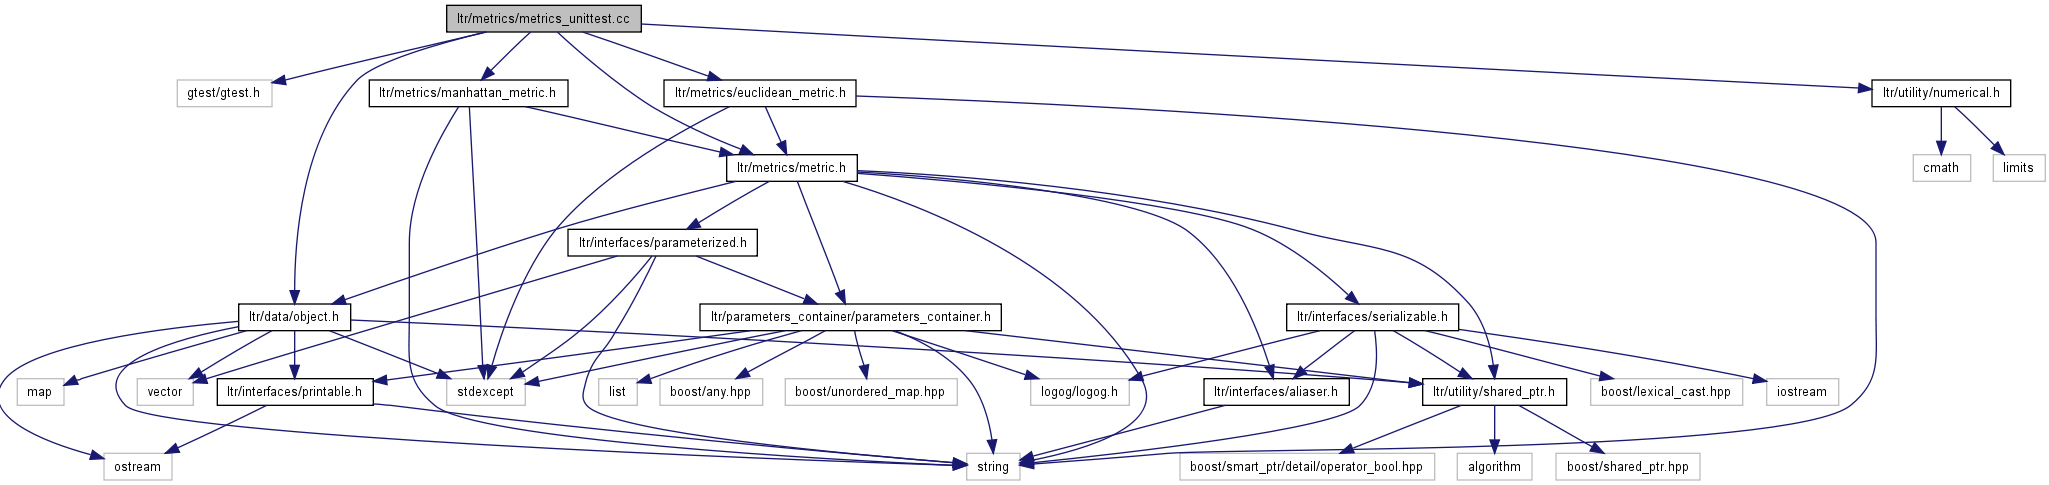 ltr/metrics/metrics_unittest.cc
gtest/gtest.h
ltr/metrics/manhattan_metric.h
ltr/metrics/euclidean_metric.h
ltr/utility/numerical.h
ltr/metrics/metric.h
cmath
limits
ltr/interfaces/parameterized.h
ltr/data/object.h
ltr/parameters_container/parameters_container.h
ltr/interfaces/serializable.h
map
vector
ltr/interfaces/printable.h
stdexcept
list
boost/any.hpp
boost/unordered_map.hpp
logog/logog.h
ltr/interfaces/aliaser.h
ltr/utility/shared_ptr.h
boost/lexical_cast.hpp
iostream
ostream
string
boost/smart_ptr/detail/operator_bool.hpp
algorithm
boost/shared_ptr.hpp